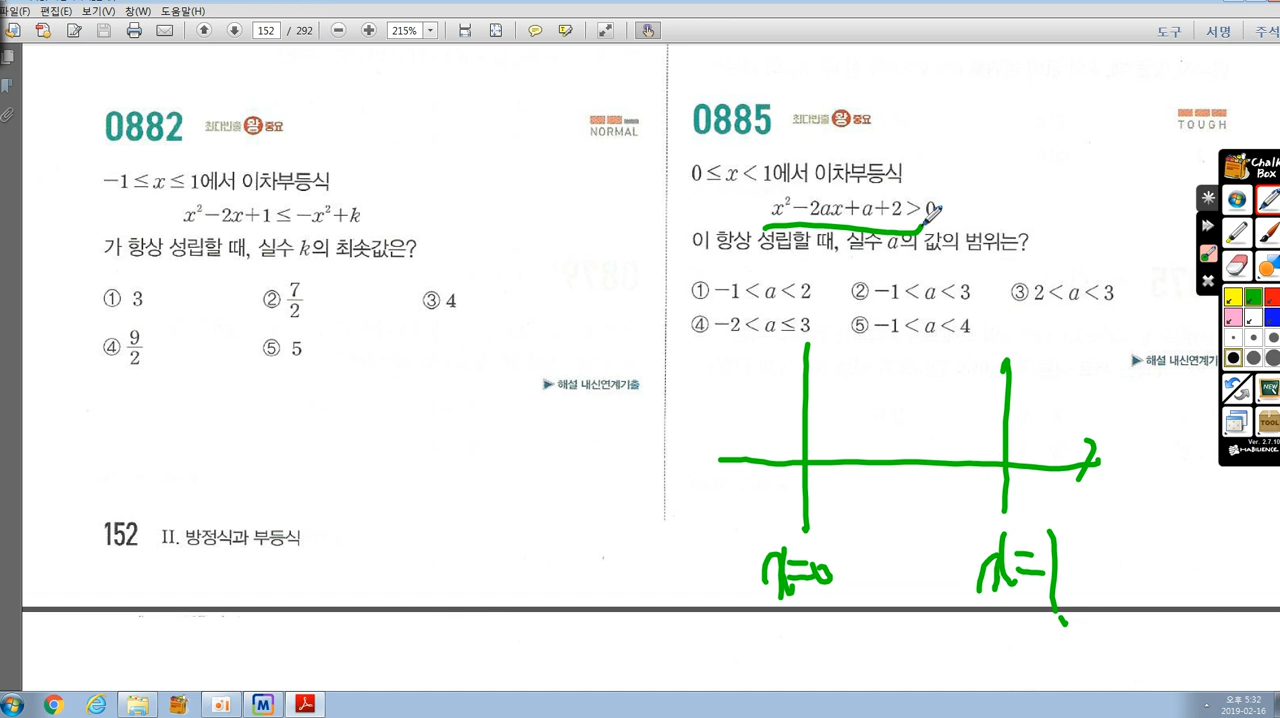 파일(F) 편집(E) 보기(V) 창(W) 도움말(H)
152 / 292
215%
도구 서명 주석
0882 최다빈출 왕 중요
NORMAL
-1≤x≤1에서 이차부등식
x²-2x+1≤-x²+k
가 항상 성립할 때, 실수 k의 최솟값은?
① 3 ② 7/2 ③ 4
④ 9/2 ⑤ 5
▶ 해설 내신연계기출
152 II. 방정식과 부등식
0885 최다빈출 왕 중요
TOUGH
0≤x<1에서 이차부등식
x²-2ax+a+2>0
이 항상 성립할 때, 실수 a의 값의 범위는?
① -1<a<2 ② -1<a<3 ③ 2<a<3
④ -2<a≤3 ⑤ -1<a<4
▶ 해설 내신연계기
x=0
x=1
Chalk
Box
NEW
TOOL
Ver. 2.7.10
HABILIENCE
오후 5:32
2019-02-16